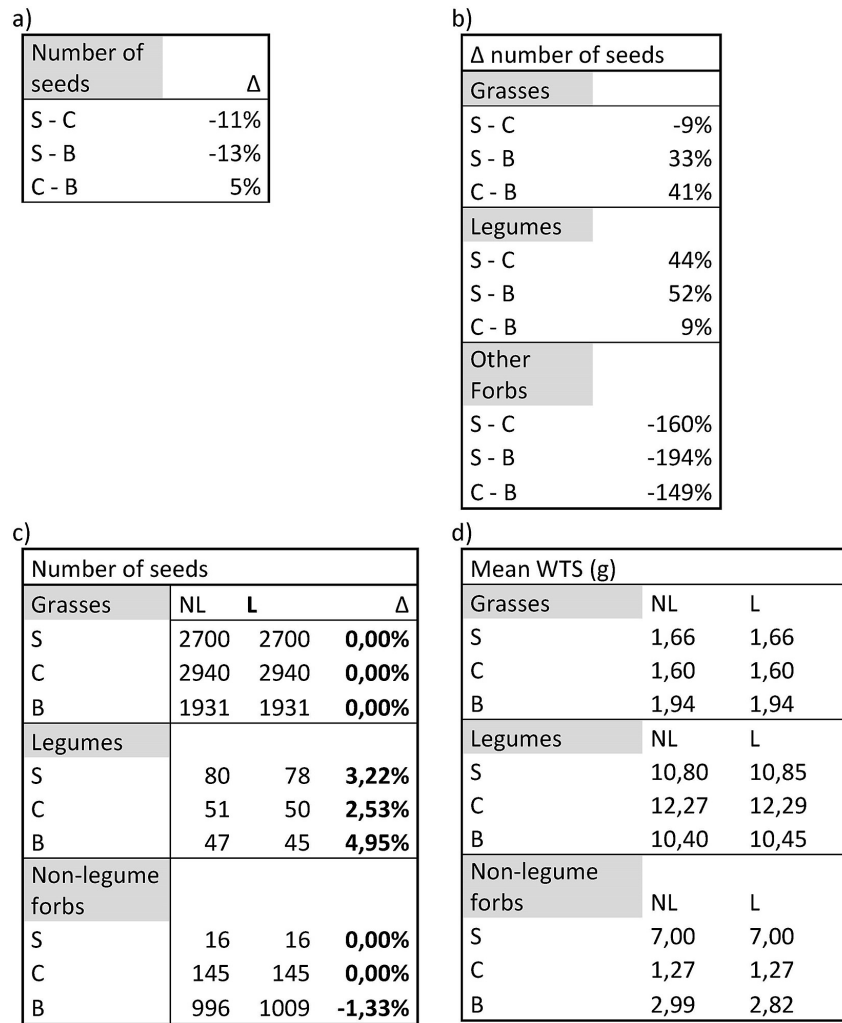 a)
Number of
seeds Δ
S - C -11%
S - B -13%
C - B 5%
b)
Δ number of seeds
Grasses
S - C -9%
S - B 33%
C - B 41%
Legumes
S - C 44%
S - B 52%
C - B 9%
Other
Forbs
S - C -160%
S - B -194%
C - B -149%
c)
Number of seeds
Grasses NL L Δ
S 2700 2700 0,00%
C 2940 2940 0,00%
B 1931 1931 0,00%
Legumes
S 80 78 3,22%
C 51 50 2,53%
B 47 45 4,95%
Non-legume
forbs
S 16 16 0,00%
C 145 145 0,00%
B 996 1009 -1,33%
d)
Mean WTS (g)
Grasses NL L
S 1,66 1,66
C 1,60 1,60
B 1,94 1,94
Legumes NL L
S 10,80 10,85
C 12,27 12,29
B 10,40 10,45
Non-legume
forbs NL L
S 7,00 7,00
C 1,27 1,27
B 2,99 2,82